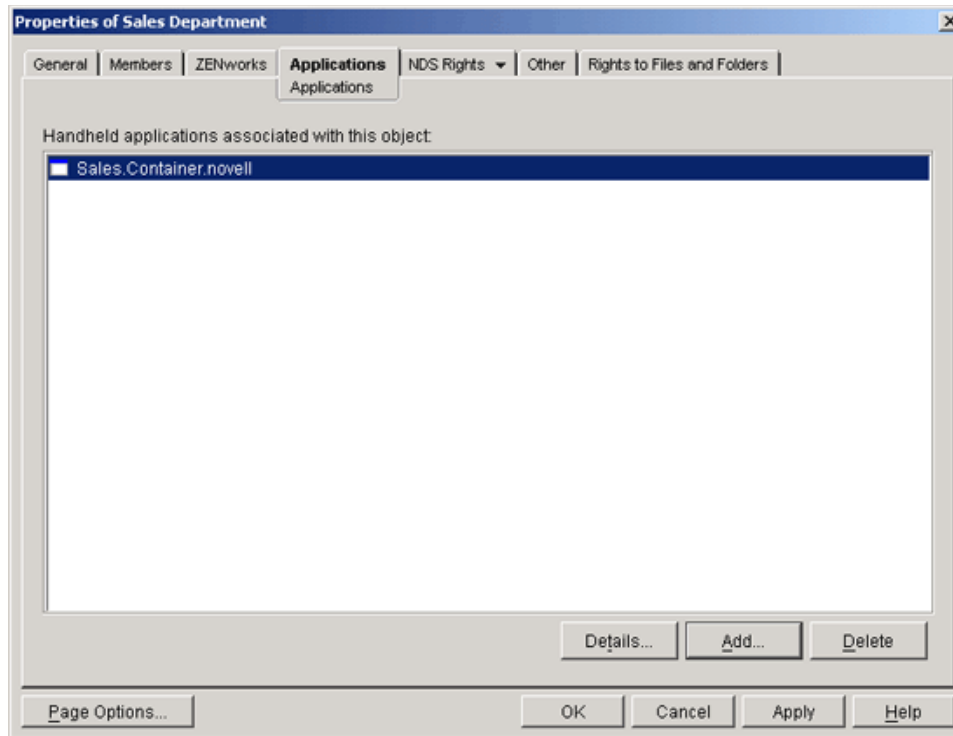 Properties of Sales Department
General Members ZENworks Applications NDS Rights Other Rights to Files and Folders
Applications
Handheld applications associated with this object:
Sales.Container.novell
Details... Add... Delete
Page Options... OK Cancel Apply Help